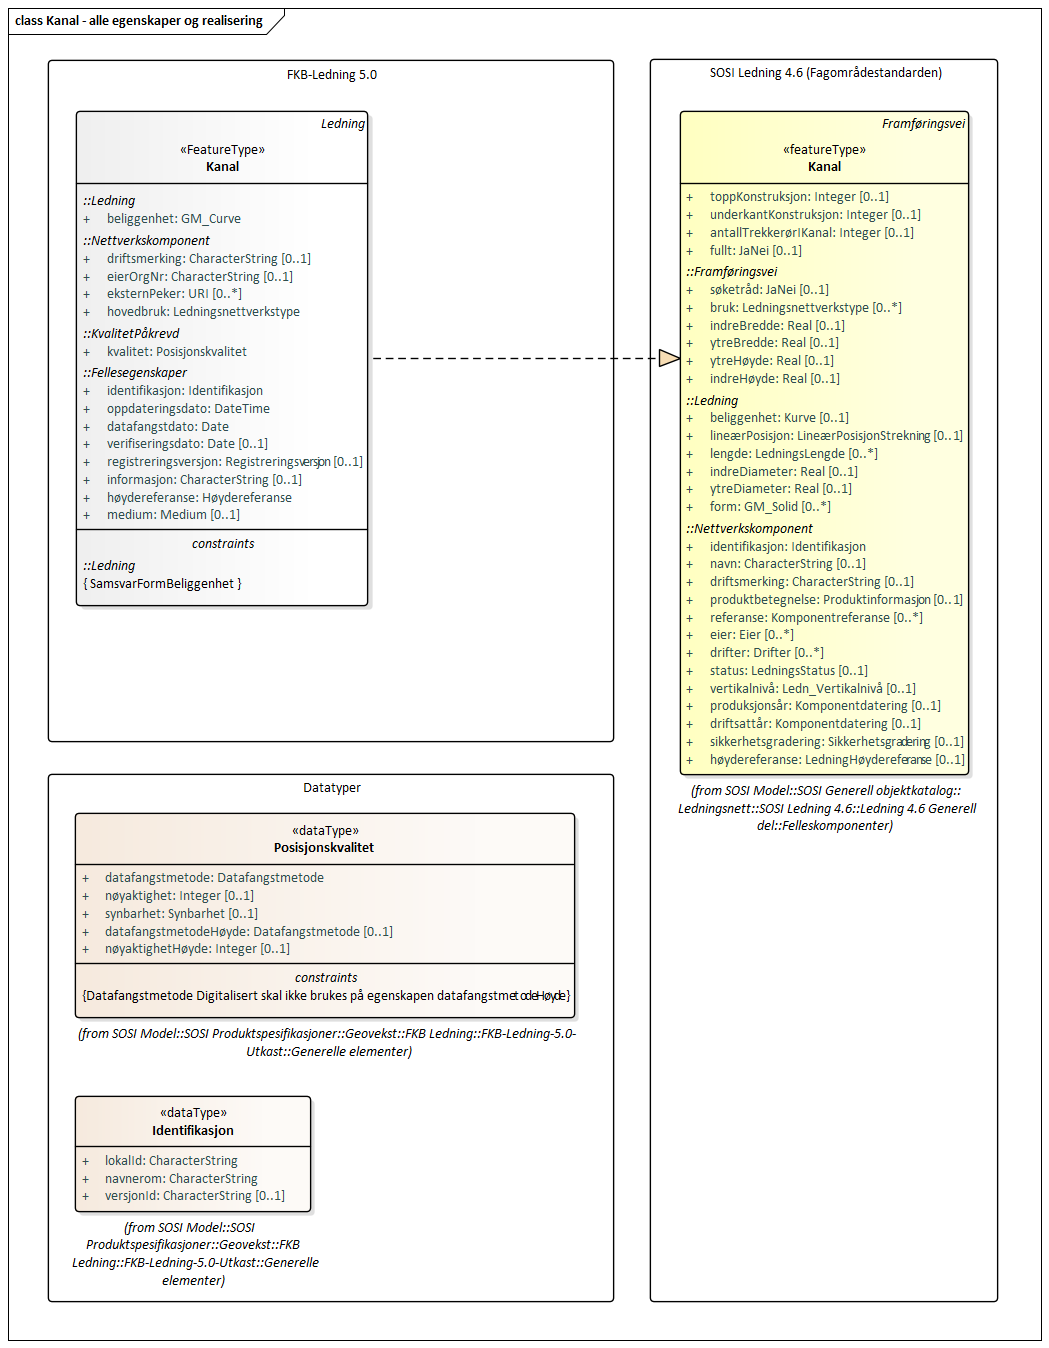 class Kanal - alle egenskaper og realisering
FKB-Ledning 5.0
Ledning
«FeatureType»
Kanal
::Ledning
+ beliggenhet: GM_Curve
::Nettverkskomponent
+ driftsmerking: CharacterString [0..1]
+ eierOrgNr: CharacterString [0..1]
+ eksternPeker: URI [0..*]
+ hovedbruk: Ledningsnettverkstype
::KvalitetPåkrevd
+ kvalitet: Posisjonskvalitet
::Fellesegenskaper
+ identifikasjon: Identifikasjon
+ oppdateringsdato: DateTime
+ datafangstdato: Date
+ verifiseringsdato: Date [0..1]
+ registreringsversjon: Registreringsversjon [0..1]
+ informasjon: CharacterString [0..1]
+ høydereferanse: Høydereferanse
+ medium: Medium [0..1]
constraints
::Ledning
{ SamsvarFormBeliggenhet }
SOSI Ledning 4.6 (Fagområdestandarden)
Framføringsvei
«featureType»
Kanal
+ toppKonstruksjon: Integer [0..1]
+ underkantKonstruksjon: Integer [0..1]
+ antallTrekkerørIKanal: Integer [0..1]
+ fullt: JaNei [0..1]
::Framføringsvei
+ søketråd: JaNei [0..1]
+ bruk: Ledningsnettverkstype [0..*]
+ indreBredde: Real [0..1]
+ ytreBredde: Real [0..1]
+ ytreHøyde: Real [0..1]
+ indreHøyde: Real [0..1]
::Ledning
+ beliggenhet: Kurve [0..1]
+ lineærPosisjon: LineærPosisjonStrekning [0..1]
+ lengde: LedningsLengde [0..*]
+ indreDiameter: Real [0..1]
+ ytreDiameter: Real [0..1]
+ form: GM_Solid [0..*]
::Nettverkskomponent
+ identifikasjon: Identifikasjon
+ navn: CharacterString [0..1]
+ driftsmerking: CharacterString [0..1]
+ produktbetegnelse: Produktinformasjon [0..1]
+ referanse: Komponentreferanse [0..*]
+ eier: Eier [0..*]
+ drifter: Drifter [0..*]
+ status: LedningsStatus [0..1]
+ vertikalnivå: Ledn_Vertikalnivå [0..1]
+ produksjonsår: Komponentdatering [0..1]
+ driftsattår: Komponentdatering [0..1]
+ sikkerhetsgradering: Sikkerhetsgradering [0..1]
+ høydereferanse: LedningHøydereferanse [0..1]
(from SOSI Model::SOSI Generell objektkatalog::
Ledningsnett::SOSI Ledning 4.6::Ledning 4.6 Generell
del::Felleskomponenter)
Datatyper
«dataType»
Posisjonskvalitet
+ datafangstmetode: Datafangstmetode
+ nøyaktighet: Integer [0..1]
+ synbarhet: Synbarhet [0..1]
+ datafangstmetodeHøyde: Datafangstmetode [0..1]
+ nøyaktighetHøyde: Integer [0..1]
constraints
{Datafangstmetode Digitalisert skal ikke brukes på egenskapen datafangstmetodeHøyde}
(from SOSI Model::SOSI Produktspesifikasjoner::Geovekst::FKB Ledning::FKB-Ledning-5.0-
Utkast::Generelle elementer)
«dataType»
Identifikasjon
+ lokalId: CharacterString
+ navnerom: CharacterString
+ versjonId: CharacterString [0..1]
(from SOSI Model::SOSI
Produktspesifikasjoner::Geovekst::FKB
Ledning::FKB-Ledning-5.0-Utkast::Generelle
elementer)